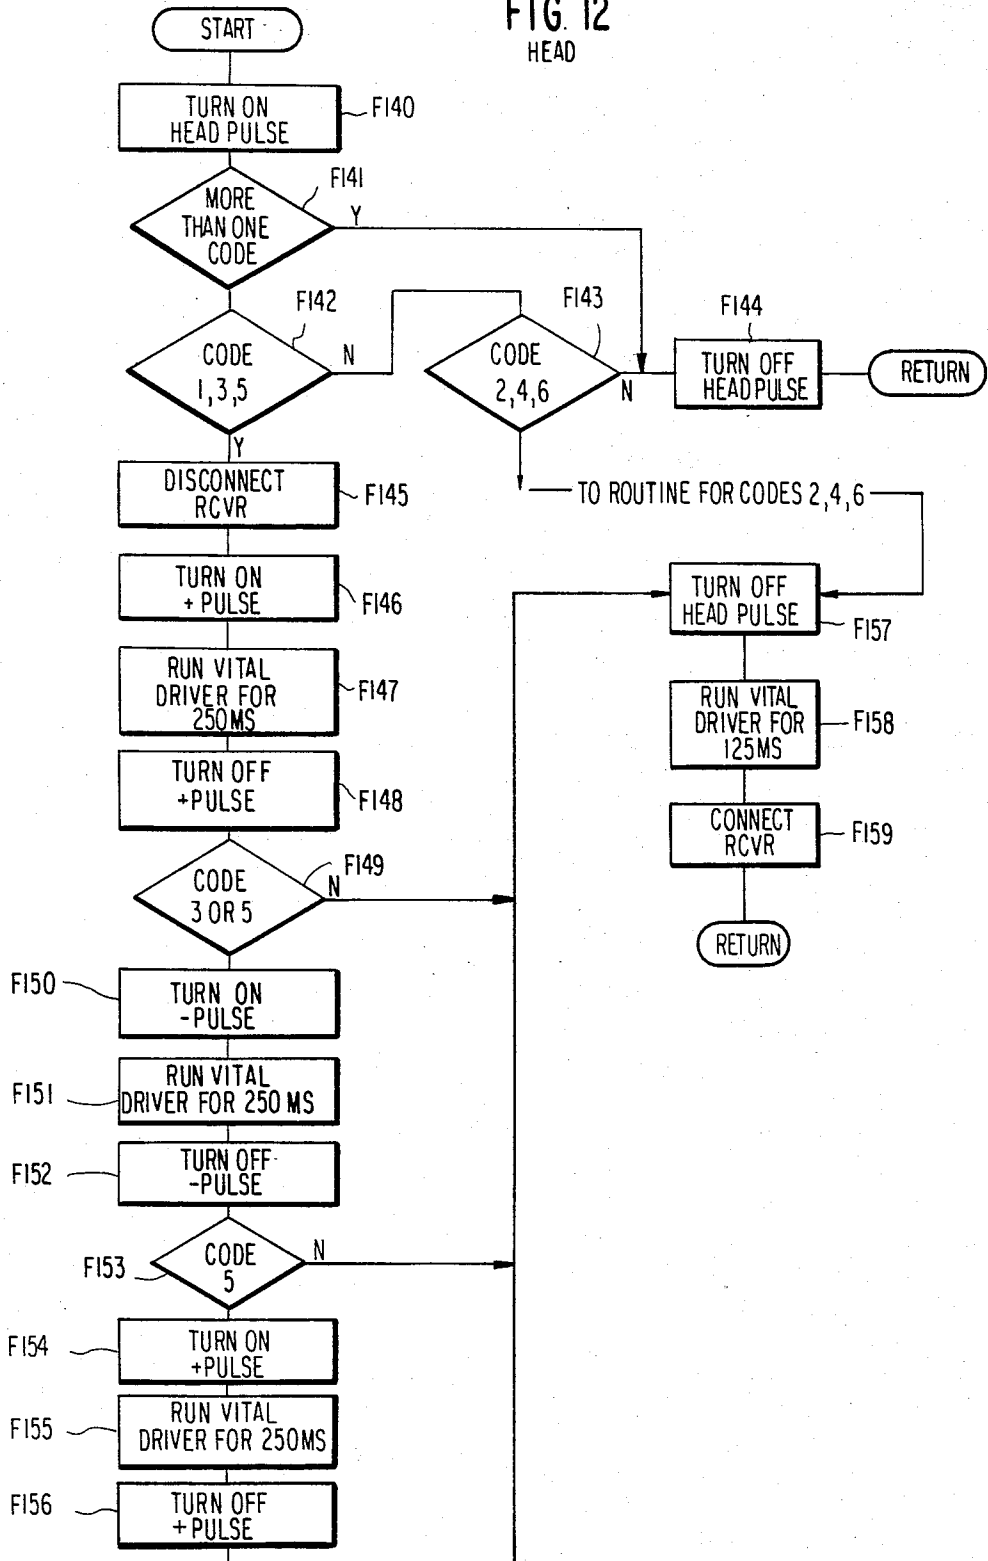 FIG. 12
HEAD
START
TURN ON
HEAD PULSE
F140
MORE
THAN ONE
CODE
F141
Y
CODE
1,3,5
F142
N
Y
CODE
2,4,6
F143
N
F144
TURN OFF
HEAD PULSE
RETURN
TO ROUTINE FOR CODES 2,4,6
DISCONNECT
RCVR
F145
TURN ON
+PULSE
F146
RUN VITAL
DRIVER FOR
250MS
F147
TURN OFF
+PULSE
F148
CODE
3 OR 5
F149
N
F150
TURN ON
-PULSE
F151
RUN VITAL
DRIVER FOR 250 MS
F152
TURN OFF
-PULSE
F153
CODE
5
N
F154
TURN ON
+PULSE
F155
RUN VITAL
DRIVER FOR 250MS
F156
TURN OFF
+PULSE
TURN OFF
HEAD PULSE
F157
RUN VITAL
DRIVER FOR
125MS
F158
CONNECT
RCVR
F159
RETURN